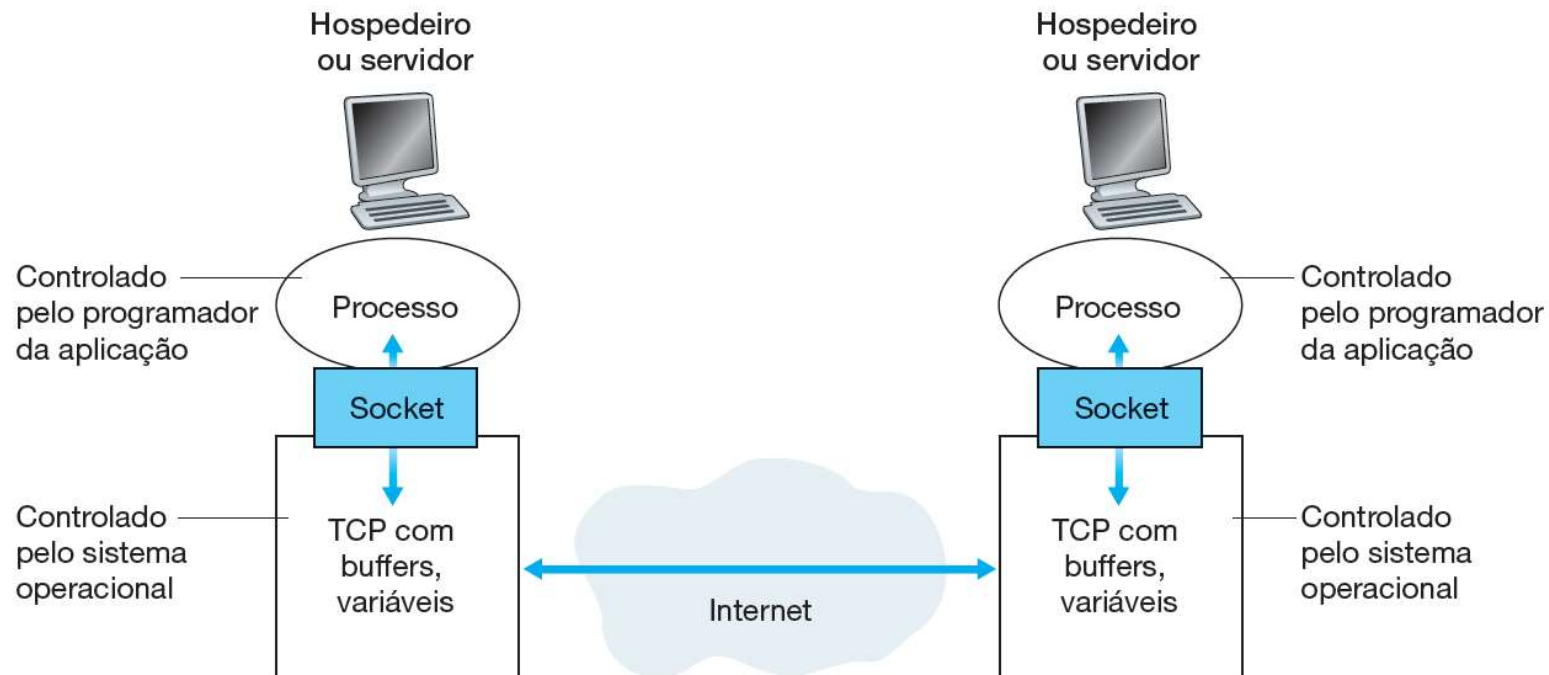 Hospedeiro
ou servidor
Hospedeiro
ou servidor
Controlado
pelo programador
da aplicação
Processo
Processo
Controlado
pelo programador
da aplicação
Socket
Socket
Controlado
pelo sistema
operacional
TCP com
buffers,
variáveis
Internet
TCP com
buffers,
variáveis
Controlado
pelo sistema
operacional